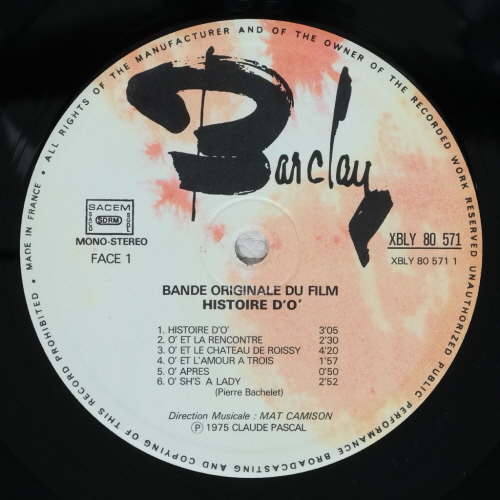 ALL RIGHTS OF THE MANUFACTURER AND OF THE OWNER OF THE RECORDED WORK RESERVED UNAUTHORIZED PUBLIC PERFORMANCE BROADCASTING AND COPYING OF THIS RECORD PROHIBITED • MADE IN FRANCE •
Barclay
SACEM
SACD SDRM SGDL
MONO-STEREO
FACE 1
XBLY 80 571
XBLY 80 571 1
BANDE ORIGINALE DU FILM
HISTOIRE D'O'
1. HISTOIRE D'O' 3'05
2. O' ET LA RENCONTRE 2'30
3. O' ET LE CHATEAU DE ROISSY 4'20
4. O' ET L'AMOUR A TROIS 1'57
5. O' APRES 0'50
6. O' SH'S A LADY 2'52
(Pierre Bachelet)
Direction Musicale : MAT CAMISON
Ⓟ 1975 CLAUDE PASCAL